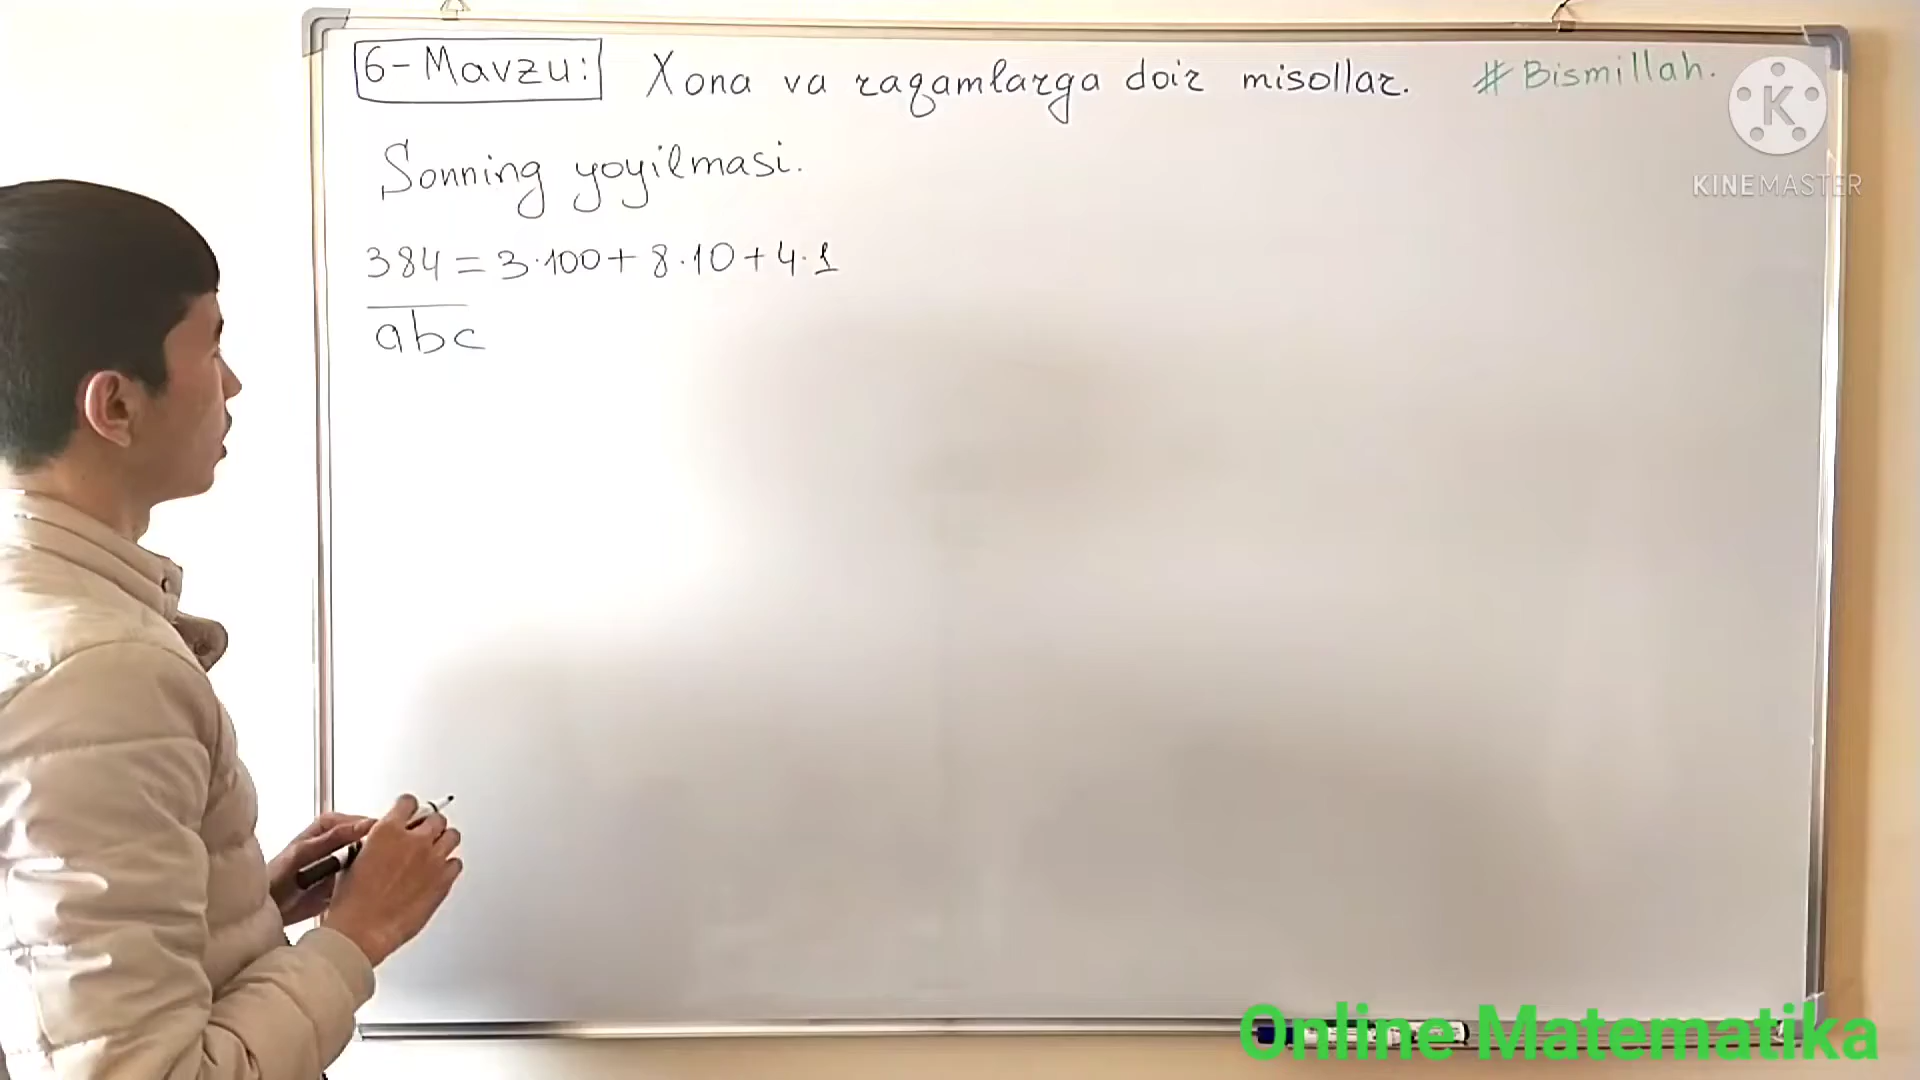 6-Mavzu: Xona va raqamlarga doir misollar. #Bismillah.
Sonning yoyilmasi.
384=3·100+8·10+4·1
abc
K
KINEMASTER
Online Matematika